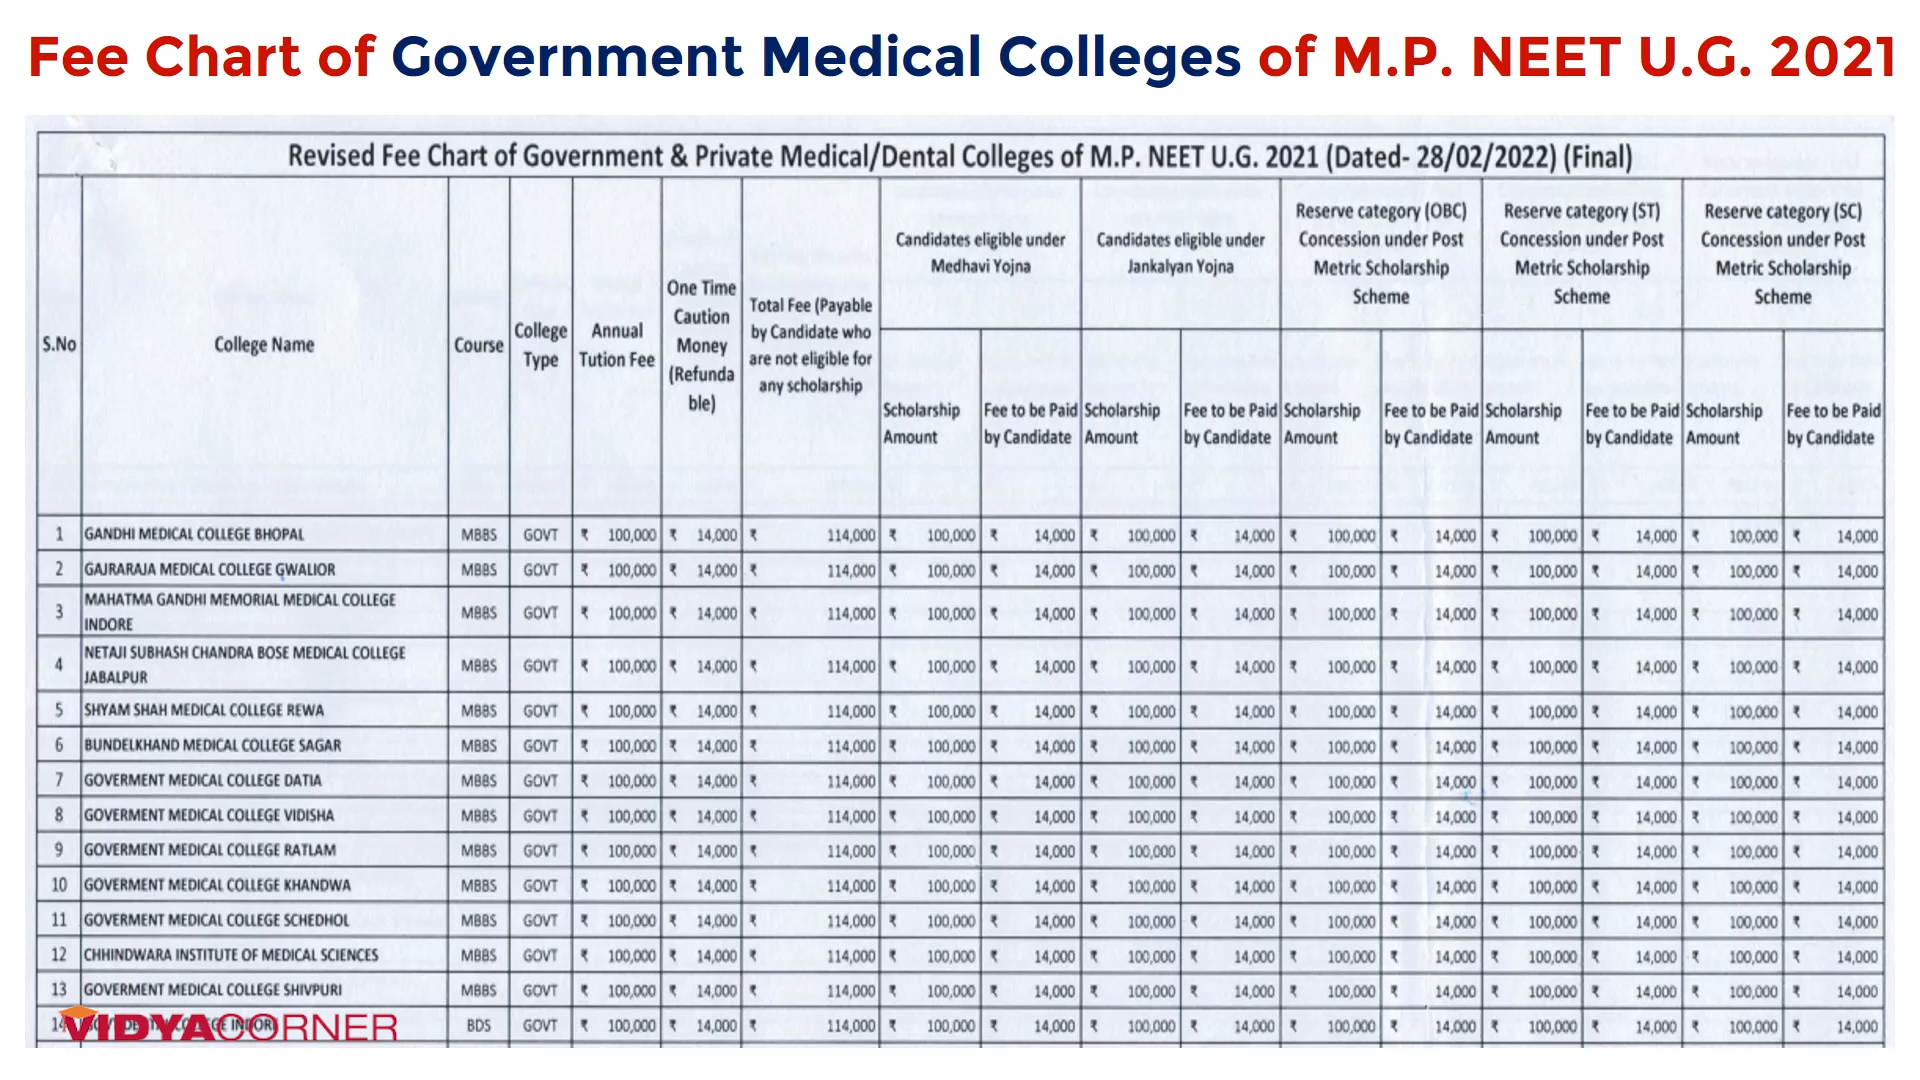 Fee Chart of Government Medical Colleges of M.P. NEET U.G. 2021
Revised Fee Chart of Government & Private Medical/Dental Colleges of M.P. NEET U.G. 2021 (Dated- 28/02/2022) (Final)
S.No
College Name
Course
College
Type
Annual
Tution Fee
One Time
Caution
Money
(Refunda
ble)
Total Fee (Payable
by Candidate who
are not eligible for
any scholarship
Candidates eligible under
Medhavi Yojna
Candidates eligible under
Jankalyan Yojna
Reserve category (OBC)
Concession under Post
Metric Scholarship
Scheme
Reserve category (ST)
Concession under Post
Metric Scholarship
Scheme
Reserve category (SC)
Concession under Post
Metric Scholarship
Scheme
Scholarship
Amount
Fee to be Paid
by Candidate
Scholarship
Amount
Fee to be Paid
by Candidate
Scholarship
Amount
Fee to be Paid
by Candidate
Scholarship
Amount
Fee to be Paid
by Candidate
Scholarship
Amount
Fee to be Paid
by Candidate
1 GANDHI MEDICAL COLLEGE BHOPAL MBBS GOVT ₹ 100,000 ₹ 14,000 ₹ 114,000 ₹ 100,000 ₹ 14,000 ₹ 100,000 ₹ 14,000 ₹ 100,000 ₹ 14,000 ₹ 100,000 ₹ 14,000 ₹ 100,000 ₹ 14,000
2 GAJRARAJA MEDICAL COLLEGE GWALIOR MBBS GOVT ₹ 100,000 ₹ 14,000 ₹ 114,000 ₹ 100,000 ₹ 14,000 ₹ 100,000 ₹ 14,000 ₹ 100,000 ₹ 14,000 ₹ 100,000 ₹ 14,000 ₹ 100,000 ₹ 14,000
3 MAHATMA GANDHI MEMORIAL MEDICAL COLLEGE
INDORE MBBS GOVT ₹ 100,000 ₹ 14,000 ₹ 114,000 ₹ 100,000 ₹ 14,000 ₹ 100,000 ₹ 14,000 ₹ 100,000 ₹ 14,000 ₹ 100,000 ₹ 14,000 ₹ 100,000 ₹ 14,000
4 NETAJI SUBHASH CHANDRA BOSE MEDICAL COLLEGE
JABALPUR MBBS GOVT ₹ 100,000 ₹ 14,000 ₹ 114,000 ₹ 100,000 ₹ 14,000 ₹ 100,000 ₹ 14,000 ₹ 100,000 ₹ 14,000 ₹ 100,000 ₹ 14,000 ₹ 100,000 ₹ 14,000
5 SHYAM SHAH MEDICAL COLLEGE REWA MBBS GOVT ₹ 100,000 ₹ 14,000 ₹ 114,000 ₹ 100,000 ₹ 14,000 ₹ 100,000 ₹ 14,000 ₹ 100,000 ₹ 14,000 ₹ 100,000 ₹ 14,000 ₹ 100,000 ₹ 14,000
6 BUNDELKHAND MEDICAL COLLEGE SAGAR MBBS GOVT ₹ 100,000 ₹ 14,000 ₹ 114,000 ₹ 100,000 ₹ 14,000 ₹ 100,000 ₹ 14,000 ₹ 100,000 ₹ 14,000 ₹ 100,000 ₹ 14,000 ₹ 100,000 ₹ 14,000
7 GOVERMENT MEDICAL COLLEGE DATIA MBBS GOVT ₹ 100,000 ₹ 14,000 ₹ 114,000 ₹ 100,000 ₹ 14,000 ₹ 100,000 ₹ 14,000 ₹ 100,000 ₹ 14,000 ₹ 100,000 ₹ 14,000 ₹ 100,000 ₹ 14,000
8 GOVERMENT MEDICAL COLLEGE VIDISHA MBBS GOVT ₹ 100,000 ₹ 14,000 ₹ 114,000 ₹ 100,000 ₹ 14,000 ₹ 100,000 ₹ 14,000 ₹ 100,000 ₹ 14,000 ₹ 100,000 ₹ 14,000 ₹ 100,000 ₹ 14,000
9 GOVERMENT MEDICAL COLLEGE RATLAM MBBS GOVT ₹ 100,000 ₹ 14,000 ₹ 114,000 ₹ 100,000 ₹ 14,000 ₹ 100,000 ₹ 14,000 ₹ 100,000 ₹ 14,000 ₹ 100,000 ₹ 14,000 ₹ 100,000 ₹ 14,000
10 GOVERMENT MEDICAL COLLEGE KHANDWA MBBS GOVT ₹ 100,000 ₹ 14,000 ₹ 114,000 ₹ 100,000 ₹ 14,000 ₹ 100,000 ₹ 14,000 ₹ 100,000 ₹ 14,000 ₹ 100,000 ₹ 14,000 ₹ 100,000 ₹ 14,000
11 GOVERMENT MEDICAL COLLEGE SCHEDHOL MBBS GOVT ₹ 100,000 ₹ 14,000 ₹ 114,000 ₹ 100,000 ₹ 14,000 ₹ 100,000 ₹ 14,000 ₹ 100,000 ₹ 14,000 ₹ 100,000 ₹ 14,000 ₹ 100,000 ₹ 14,000
12 CHHINDWARA INSTITUTE OF MEDICAL SCIENCES MBBS GOVT ₹ 100,000 ₹ 14,000 ₹ 114,000 ₹ 100,000 ₹ 14,000 ₹ 100,000 ₹ 14,000 ₹ 100,000 ₹ 14,000 ₹ 100,000 ₹ 14,000 ₹ 100,000 ₹ 14,000
13 GOVERMENT MEDICAL COLLEGE SHIVPURI MBBS GOVT ₹ 100,000 ₹ 14,000 ₹ 114,000 ₹ 100,000 ₹ 14,000 ₹ 100,000 ₹ 14,000 ₹ 100,000 ₹ 14,000 ₹ 100,000 ₹ 14,000 ₹ 100,000 ₹ 14,000
14 COLLEGE INDORE BDS GOVT ₹ 100,000 ₹ 14,000 ₹ 114,000 ₹ 100,000 ₹ 14,000 ₹ 100,000 ₹ 14,000 ₹ 100,000 ₹ 14,000 ₹ 100,000 ₹ 14,000 ₹ 100,000 ₹ 14,000
VIDYACORNER